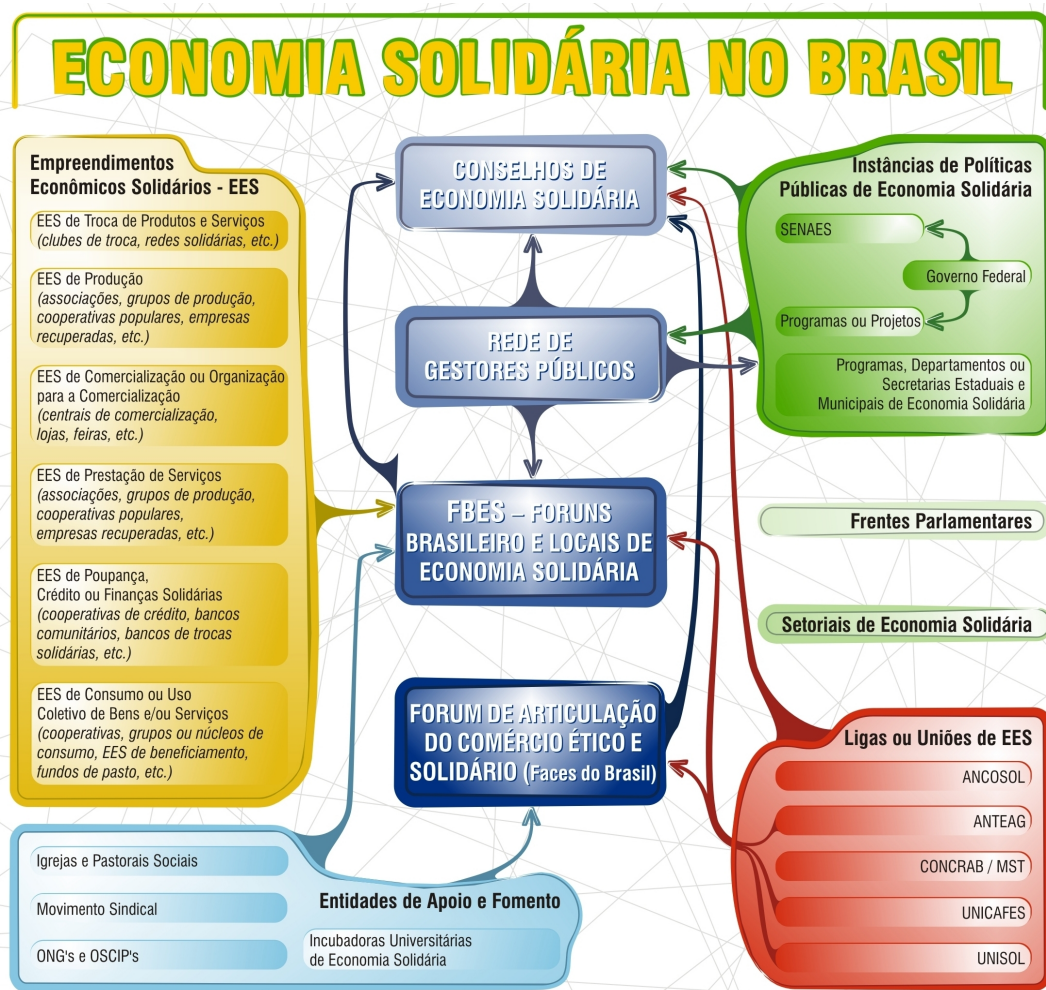 ECONOMIA SOLIDÁRIA NO BRASIL
Empreendimentos
Econômicos Solidários - EES
EES de Troca de Produtos e Serviços
(clubes de troca, redes solidárias, etc.)
EES de Produção
(associações, grupos de produção,
cooperativas populares, empresas
recuperadas, etc.)
EES de Comercialização ou Organização
para a Comercialização
(centrais de comercialização,
lojas, feiras, etc.)
EES de Prestação de Serviços
(associações, grupos de produção,
cooperativas populares,
empresas recuperadas, etc.)
EES de Poupança,
Crédito ou Finanças Solidárias
(cooperativas de crédito, bancos
comunitários, bancos de trocas
solidárias, etc.)
EES de Consumo ou Uso
Coletivo de Bens e/ou Serviços
(cooperativas, grupos ou núcleos de
consumo, EES de beneficiamento,
fundos de pasto, etc.)
CONSELHOS DE
ECONOMIA SOLIDÁRIA
REDE DE
GESTORES PÚBLICOS
FBES – FORUNS
BRASILEIRO E LOCAIS DE
ECONOMIA SOLIDÁRIA
FORUM DE ARTICULAÇÃO
DO COMÉRCIO ÉTICO E
SOLIDÁRIO (Faces do Brasil)
Instâncias de Políticas
Públicas de Economia Solidária
SENAES
Governo Federal
Programas ou Projetos
Programas, Departamentos ou
Secretarias Estaduais e
Municipais de Economia Solidária
Frentes Parlamentares
Setoriais de Economia Solidária
Ligas ou Uniões de EES
ANCOSOL
ANTEAG
CONCRAB / MST
UNICAFES
UNISOL
Igrejas e Pastorais Sociais
Movimento Sindical
ONG's e OSCIP's
Entidades de Apoio e Fomento
Incubadoras Universitárias
de Economia Solidária